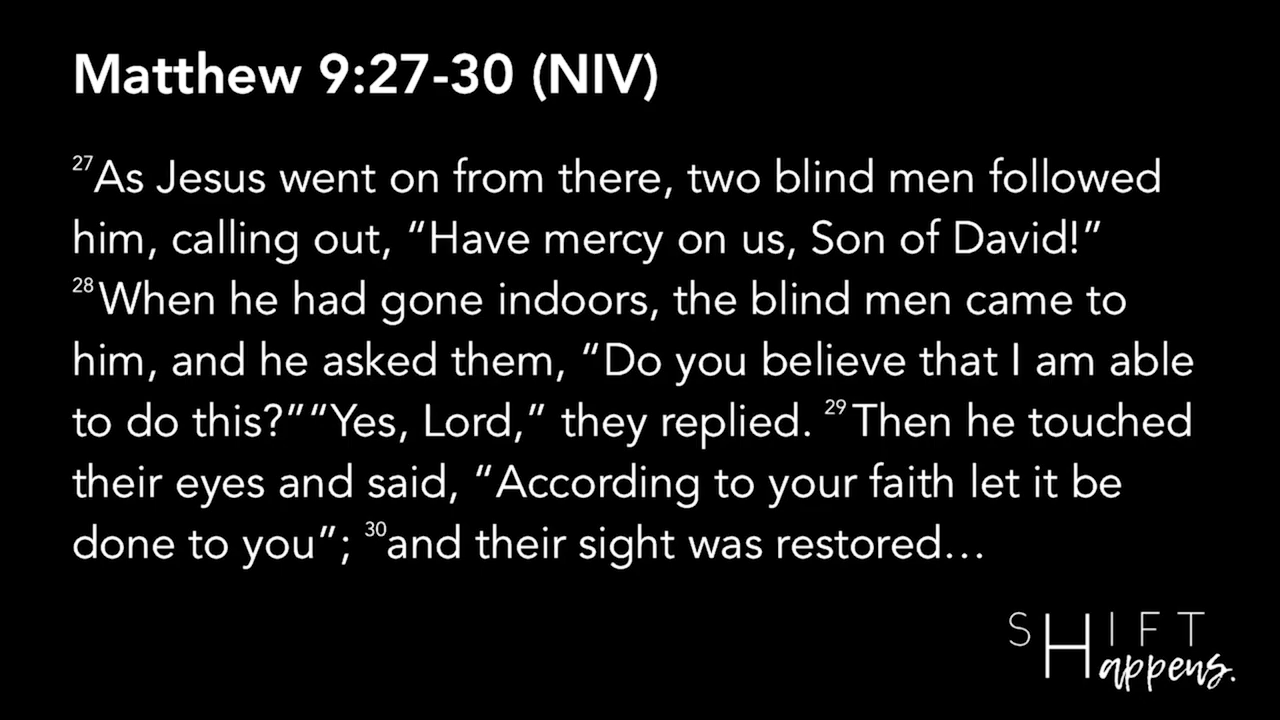 Matthew 9:27-30 (NIV)
27As Jesus went on from there, two blind men followed
him, calling out, “Have mercy on us, Son of David!”
28When he had gone indoors, the blind men came to
him, and he asked them, “Do you believe that I am able
to do this?”“Yes, Lord,” they replied. 29Then he touched
their eyes and said, “According to your faith let it be
done to you”; 30and their sight was restored…
SHIFT
Happens.